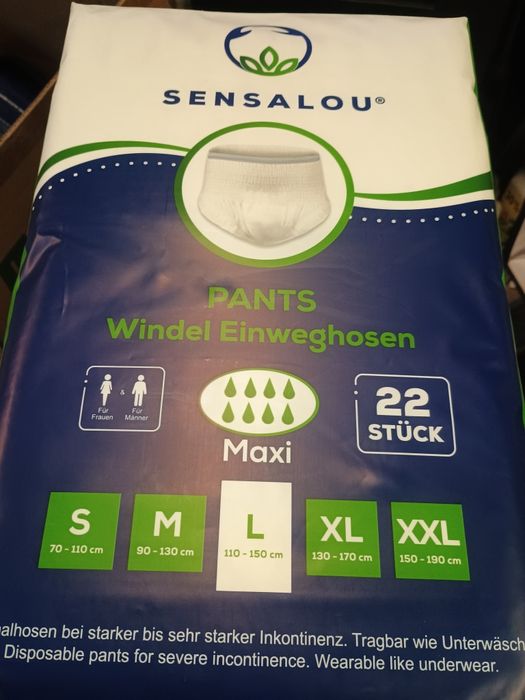 SENSALOU®
PANTS
Windel Einweghosen
Für Frauen & Für Männer
Maxi
22
STÜCK
S
70 - 110 cm
M
90 - 130 cm
L
110 - 150 cm
XL
130 - 170 cm
XXL
150 - 190 cm
bei starker bis sehr starker Inkontinenz. Tragbar wie
Disposable pants for severe incontinence. Wearable like underwear.